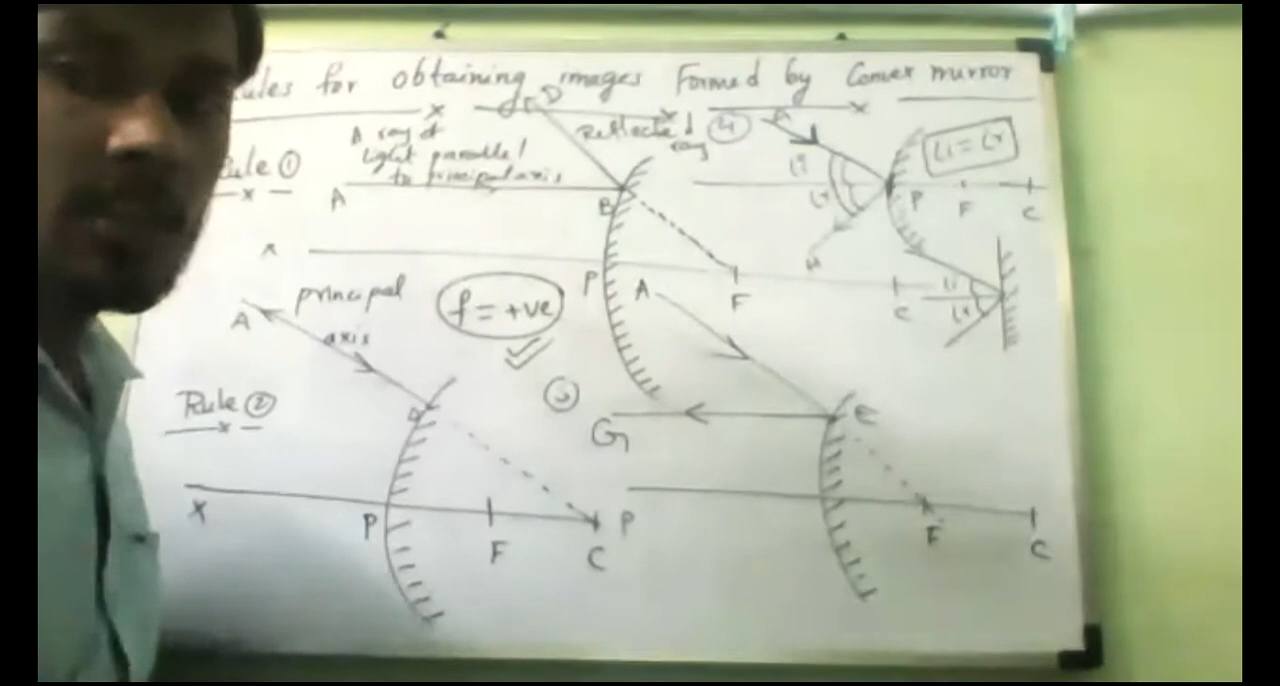 Rules for obtaining images Formed by Convex mirror
Rule ①
A ray of
light parallel
to principal axis
A
D
Reflected
ray
B
P
F
C
X
principal
axis
f = +ve
④
A
∠i
∠r
∠i = ∠r
P F C
∠i
∠r
Rule ②
A
X
P
F
C
③
A
G
E
P
F
C